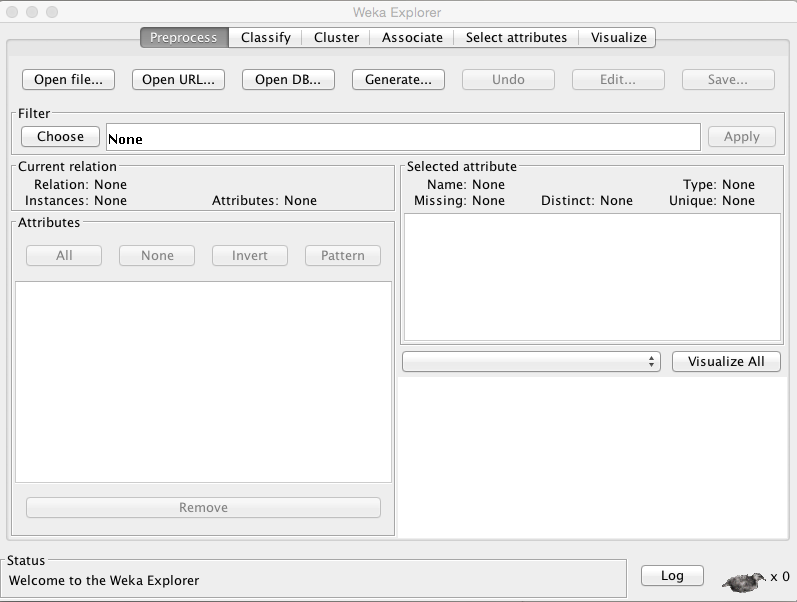 Weka Explorer
Preprocess Classify Cluster Associate Select attributes Visualize
Open file... Open URL... Open DB... Generate... Undo Edit... Save...
Filter
Choose None Apply
Current relation
Relation: None
Instances: None Attributes: None
Selected attribute
Name: None Type: None
Missing: None Distinct: None Unique: None
Attributes
All None Invert Pattern
Visualize All
Remove
Status
Welcome to the Weka Explorer
Log x 0